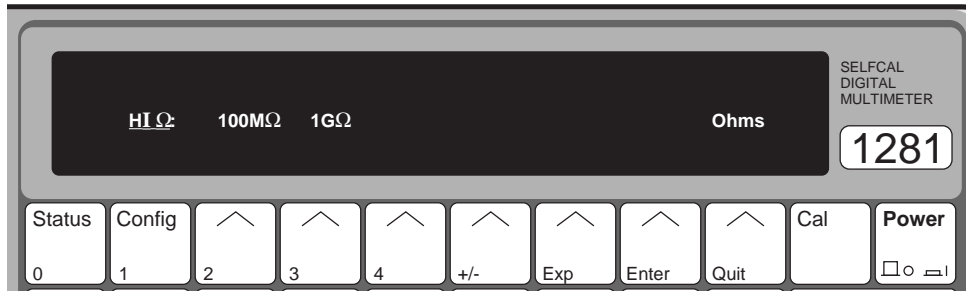 SELFCAL
DIGITAL
MULTIMETER
HI Ω: 100MΩ 1GΩ Ohms
1281
Status Config Cal Power
0 1 2 3 4 +/- Exp Enter Quit